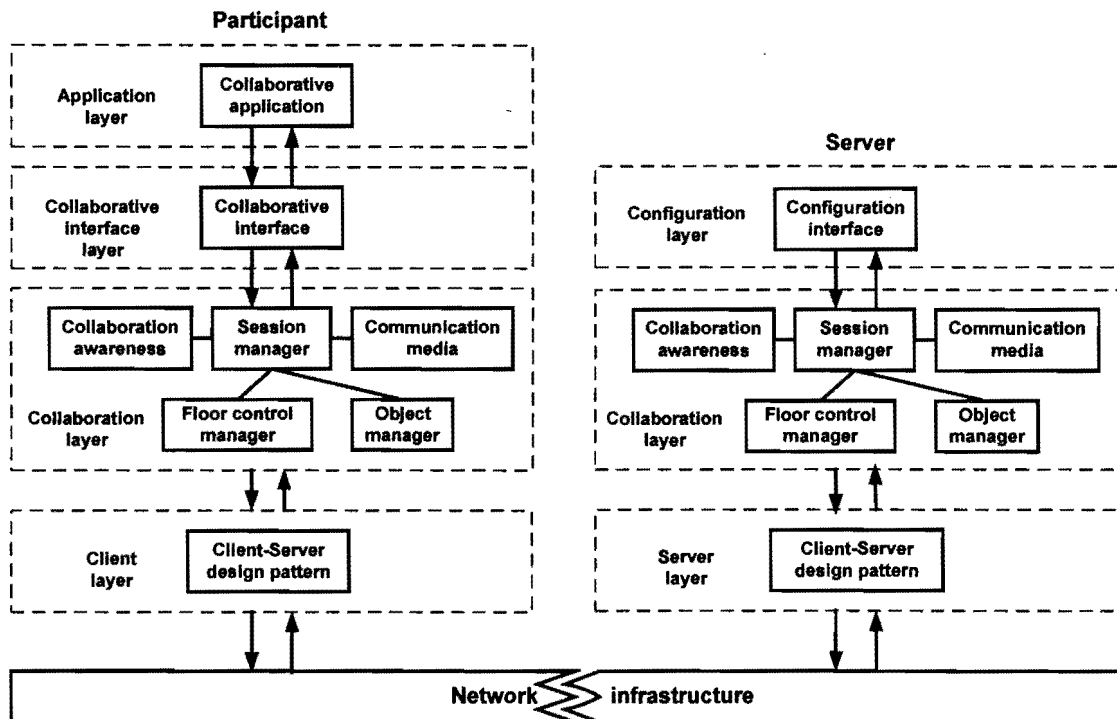 Participant
Application
layer
Collaborative
application
Collaborative
interface
layer
Collaborative
interface
Collaboration
awareness
Session
manager
Communication
media
Collaboration
layer
Floor control
manager
Object
manager
Client
layer
Client-Server
design pattern
Server
Configuration
layer
Configuration
interface
Collaboration
awareness
Session
manager
Communication
media
Collaboration
layer
Floor control
manager
Object
manager
Server
layer
Client-Server
design pattern
Network infrastructure